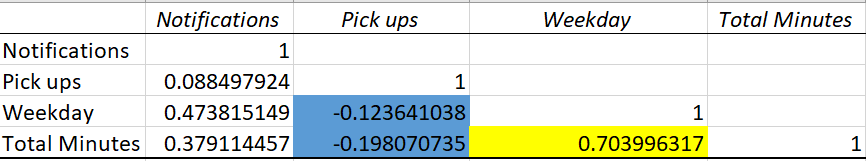 Notifications Pick ups Weekday Total Minutes
Notifications 1
Pick ups 0.088497924 1
Weekday 0.473815149 -0.123641038 1
Total Minutes 0.379114457 -0.198070735 0.703996317 1